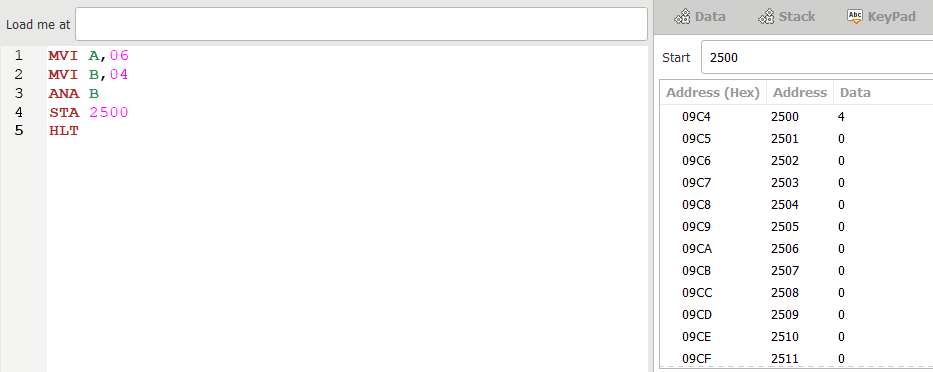 Load me at
1 MVI A,06
2 MVI B,04
3 ANA B
4 STA 2500
5 HLT
Data Stack Abc KeyPad
Start 2500
Address (Hex) Address Data
09C4 2500 4
09C5 2501 0
09C6 2502 0
09C7 2503 0
09C8 2504 0
09C9 2505 0
09CA 2506 0
09CB 2507 0
09CC 2508 0
09CD 2509 0
09CE 2510 0
09CF 2511 0